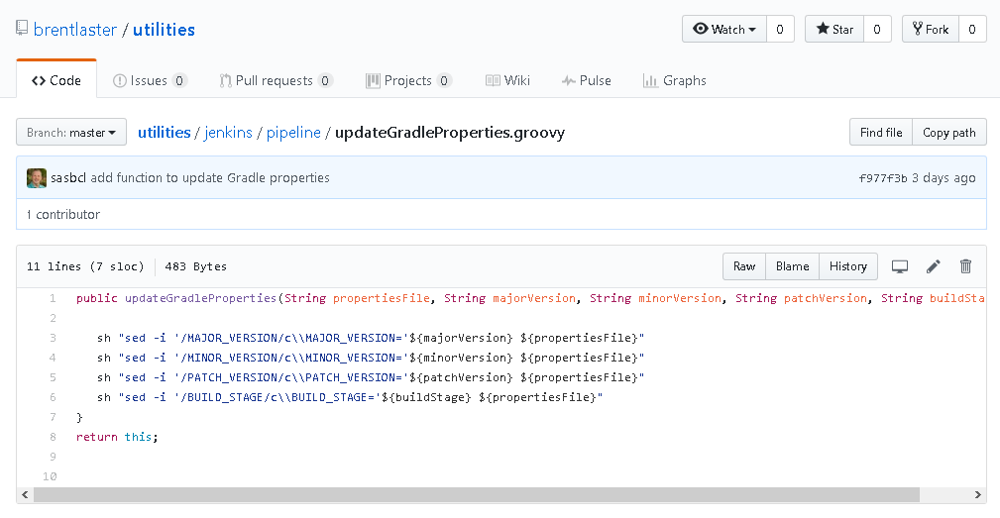 brentlaster / utilities
Watch 0 Star 0 Fork 0
Code Issues 0 Pull requests 0 Projects 0 Wiki Pulse Graphs
Branch: master utilities / jenkins / pipeline / updateGradleProperties.groovy Find file Copy path
sasbcl add function to update Gradle properties f977f3b 3 days ago
1 contributor
11 lines (7 sloc) 483 Bytes Raw Blame History
1 public updateGradleProperties(String propertiesFile, String majorVersion, String minorVersion, String patchVersion, String buildSta
2
3 sh "sed -i '/MAJOR_VERSION/c\\MAJOR_VERSION='${majorVersion} ${propertiesFile}"
4 sh "sed -i '/MINOR_VERSION/c\\MINOR_VERSION='${minorVersion} ${propertiesFile}"
5 sh "sed -i '/PATCH_VERSION/c\\PATCH_VERSION='${patchVersion} ${propertiesFile}"
6 sh "sed -i '/BUILD_STAGE/c\\BUILD_STAGE='${buildStage} ${propertiesFile}"
7 }
8 return this;
9
10